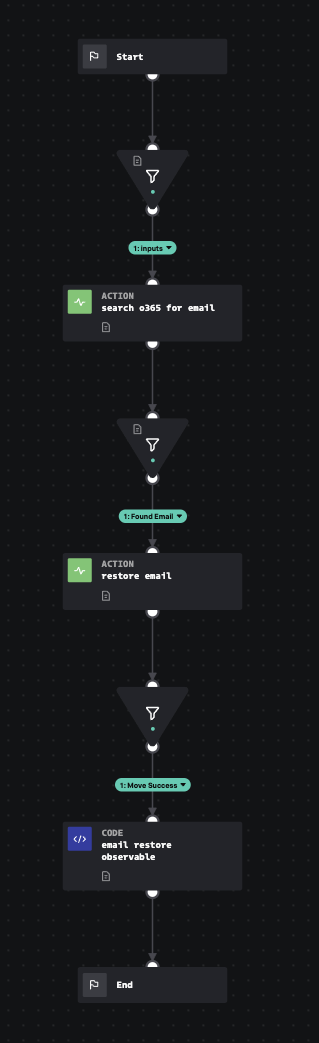 Start
1: inputs
ACTION
search o365 for email
1: Found Email
ACTION
restore email
1: Move Success
CODE
email restore
observable
End